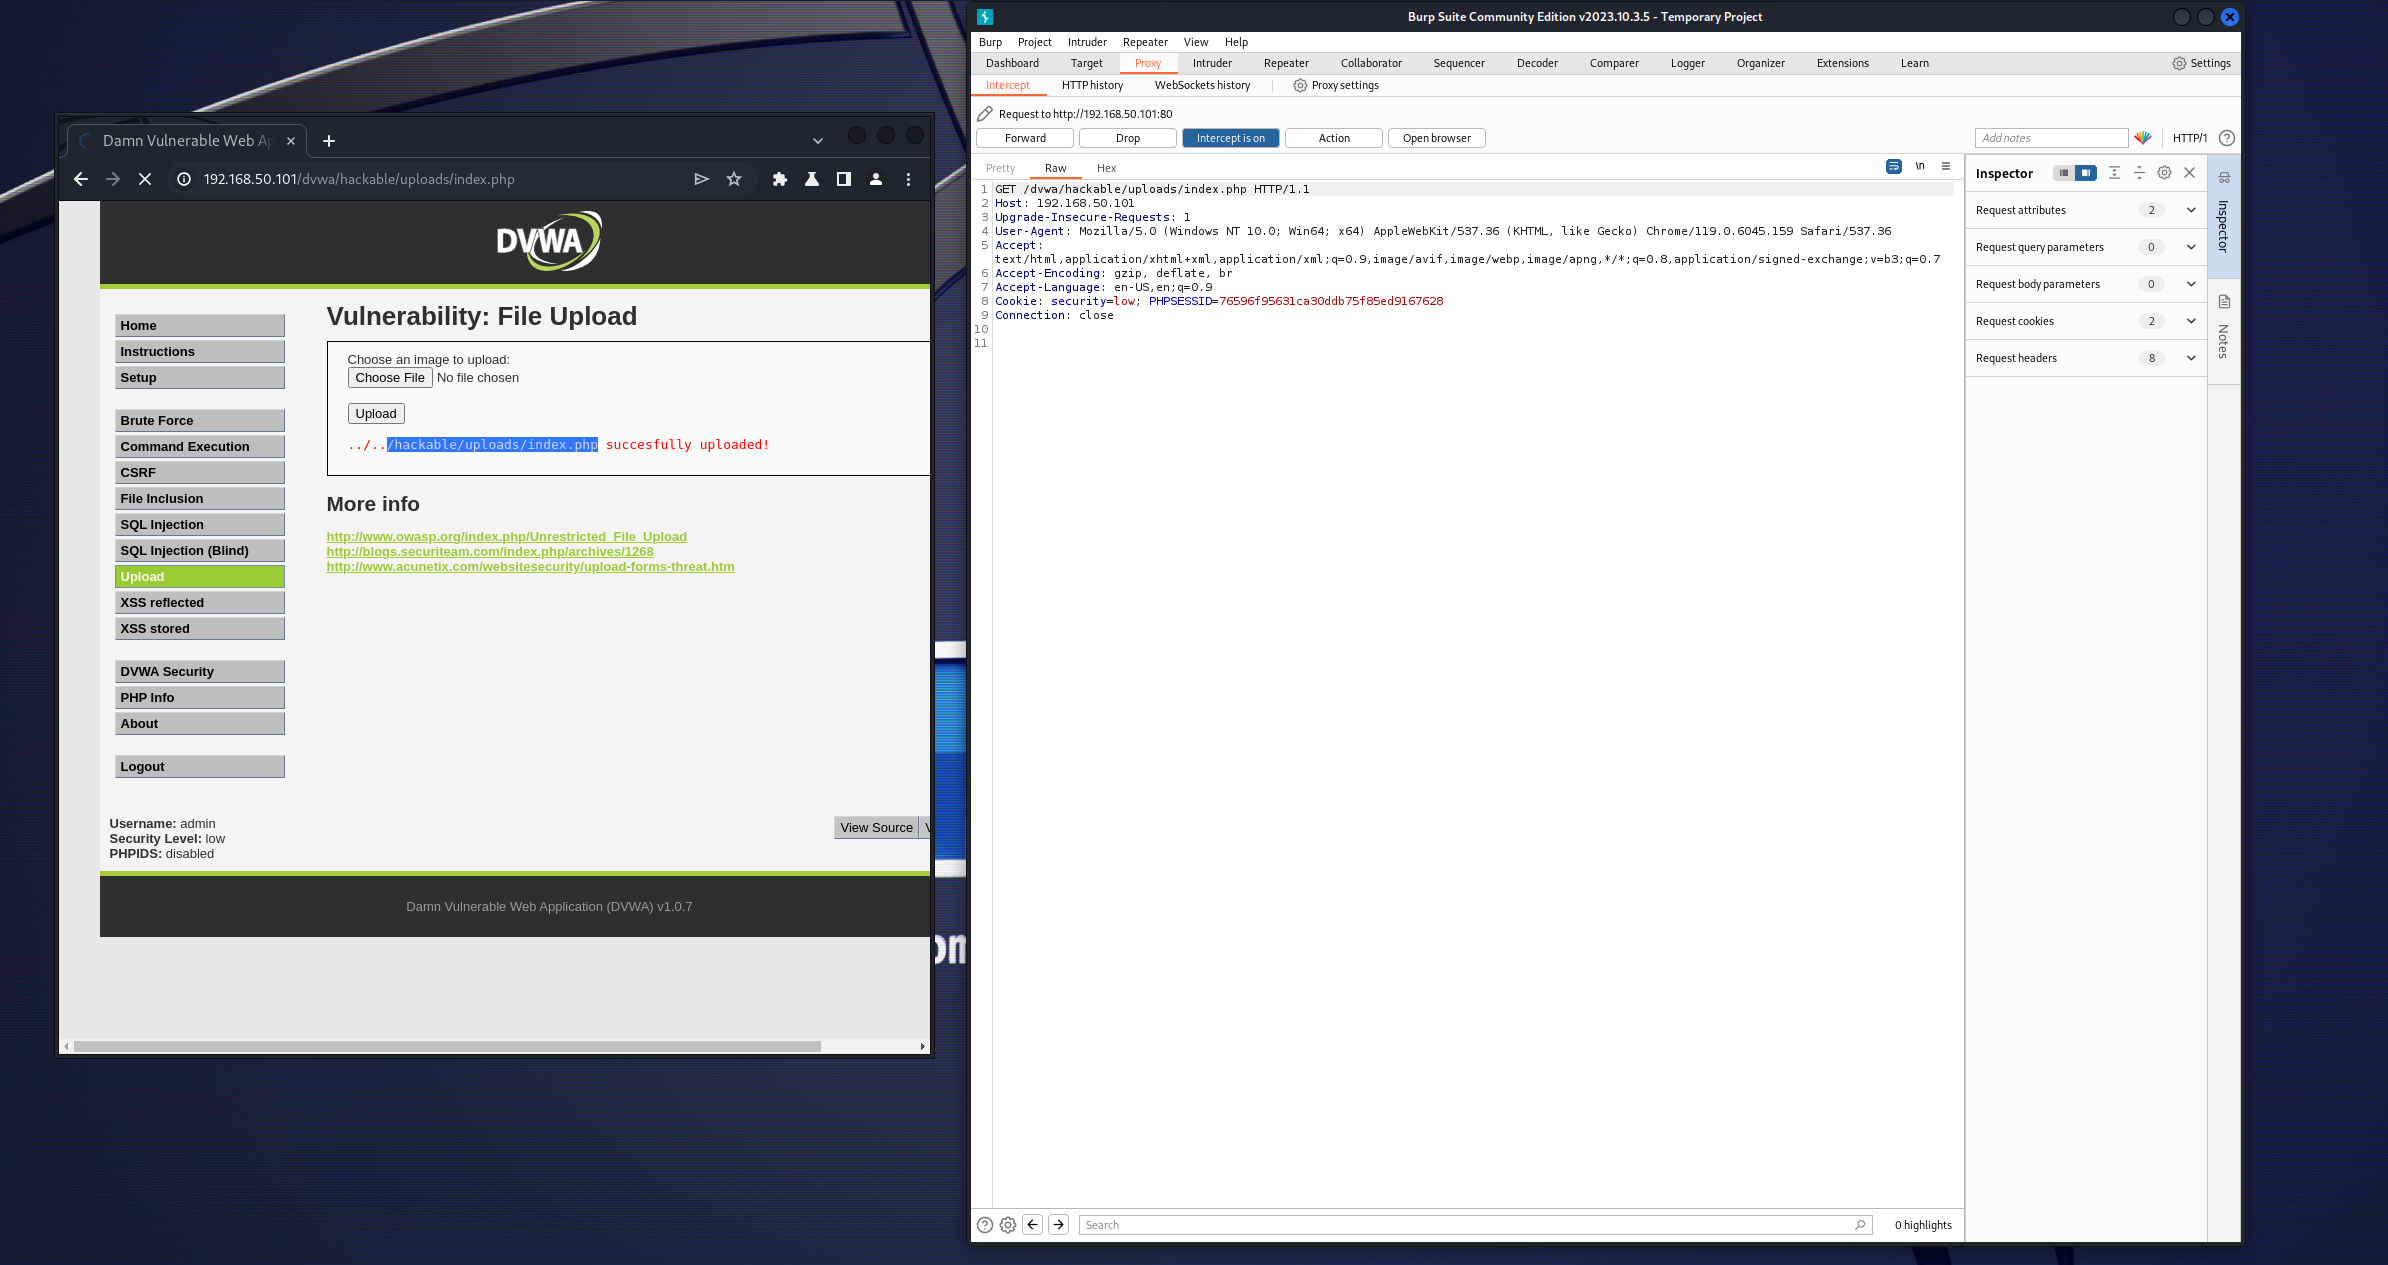 Damn Vulnerable Web Ap
192.168.50.101/dvwa/hackable/uploads/index.php
DVWA
Home
Instructions
Setup
Brute Force
Command Execution
CSRF
File Inclusion
SQL Injection
SQL Injection (Blind)
Upload
XSS reflected
XSS stored
DVWA Security
PHP Info
About
Logout
Vulnerability: File Upload
Choose an image to upload:
Choose File No file chosen
Upload
../../hackable/uploads/index.php succesfully uploaded!
More info
http://www.owasp.org/index.php/Unrestricted_File_Upload
http://blogs.securiteam.com/index.php/archives/1268
http://www.acunetix.com/websitesecurity/upload-forms-threat.htm
Username: admin
Security Level: low
PHPIDS: disabled
View Source V
Damn Vulnerable Web Application (DVWA) v1.0.7
om
Burp Suite Community Edition v2023.10.3.5 - Temporary Project
Burp Project Intruder Repeater View Help
Dashboard Target Proxy Intruder Repeater Collaborator Sequencer Decoder Comparer Logger Organizer Extensions Learn Settings
Intercept HTTP history WebSockets history Proxy settings
Request to http://192.168.50.101:80
Forward Drop Intercept is on Action Open browser Add notes HTTP/1 ?
Pretty Raw Hex \n
1 GET /dvwa/hackable/uploads/index.php HTTP/1.1
2 Host: 192.168.50.101
3 Upgrade-Insecure-Requests: 1
4 User-Agent: Mozilla/5.0 (Windows NT 10.0; Win64; x64) AppleWebKit/537.36 (KHTML, like Gecko) Chrome/119.0.6045.159 Safari/537.36
5 Accept:
text/html,application/xhtml+xml,application/xml;q=0.9,image/avif,image/webp,image/apng,*/*;q=0.8,application/signed-exchange;v=b3;q=0.7
6 Accept-Encoding: gzip, deflate, br
7 Accept-Language: en-US,en;q=0.9
8 Cookie: security=low; PHPSESSID=76596f95631ca30ddb75f85ed9167628
9 Connection: close
10
11
Inspector
Request attributes 2
Request query parameters 0
Request body parameters 0
Request cookies 2
Request headers 8
Inspector
Notes
? Search 0 highlights